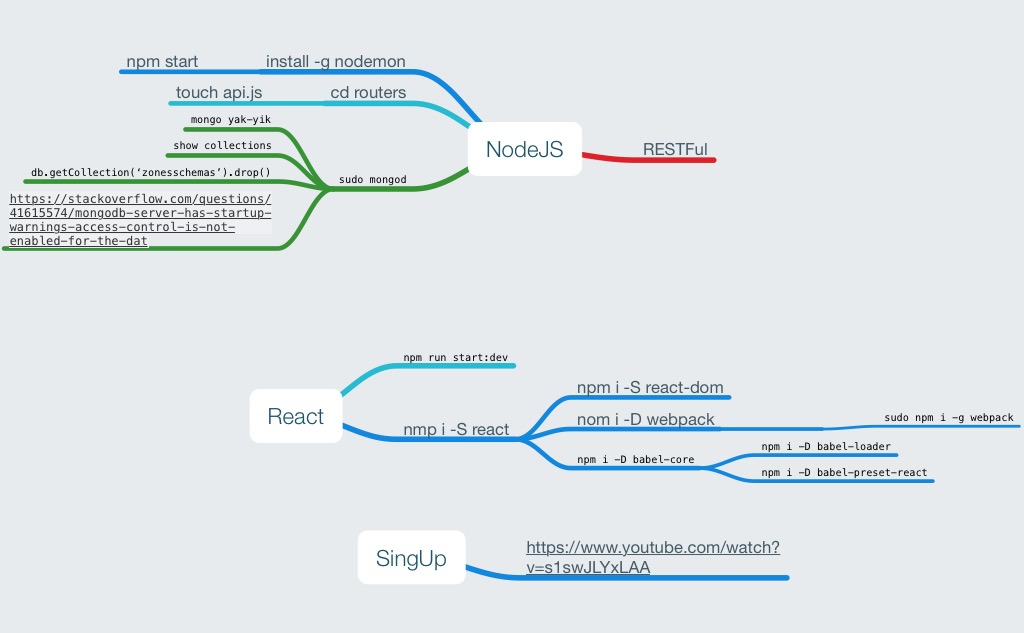 npm start
install -g nodemon
touch api.js
cd routers
mongo yak-yik
show collections
db.getCollection(‘zonesschemas’).drop()
https://stackoverflow.com/questions/
41615574/mongodb-server-has-startup-
warnings-access-control-is-not-
enabled-for-the-dat
sudo mongod
NodeJS
RESTFul
React
npm run start:dev
nmp i -S react
npm i -S react-dom
nom i -D webpack
sudo npm i -g webpack
npm i -D babel-core
npm i -D babel-loader
npm i -D babel-preset-react
SingUp
https://www.youtube.com/watch?
v=s1swJLYxLAA